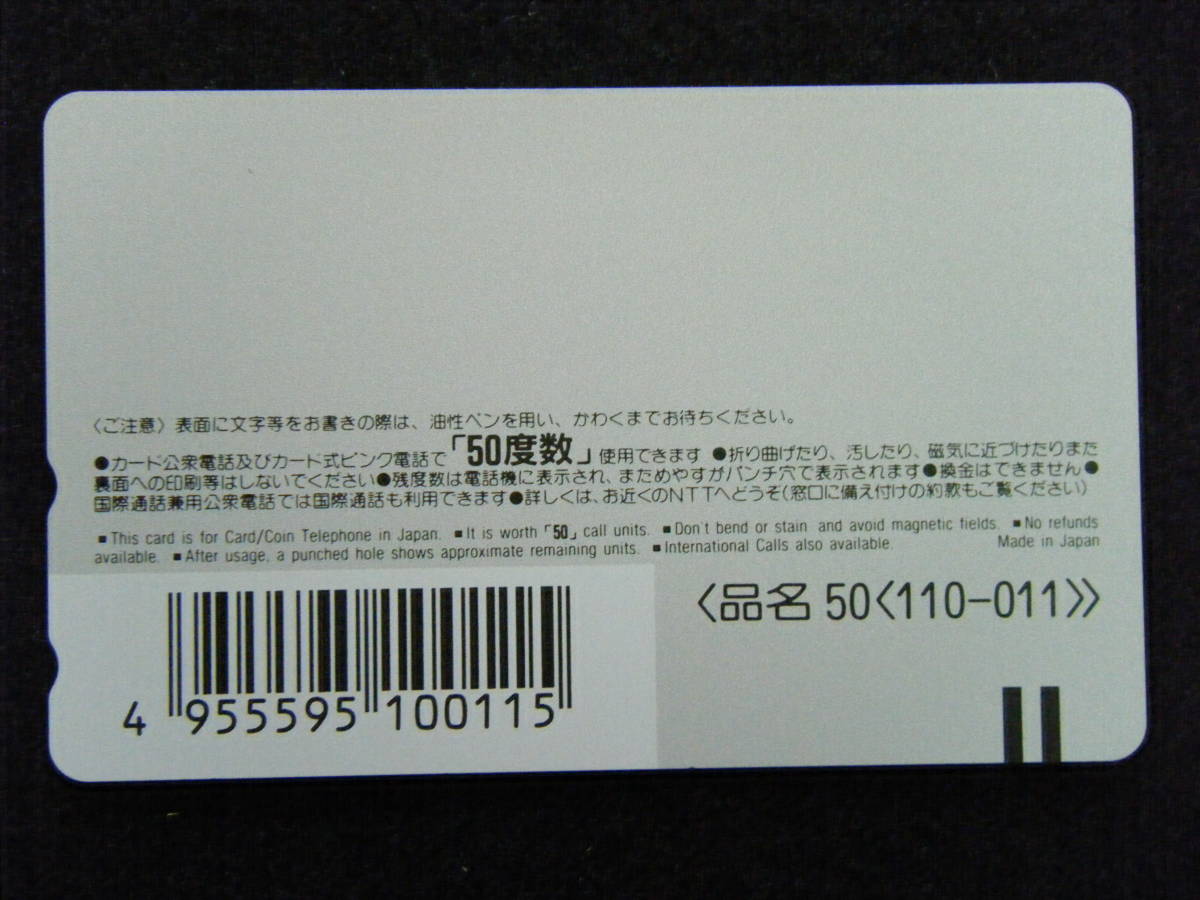 〈ご注意〉表面に文字等をお書きの際は、油性ペンを用い、かわくまでお待ちください。
●カード公衆電話及びカード式ピンク電話で「50度数」使用できます ●折り曲げたり、汚したり、磁気に近づけたりまた
裏面への印刷等はしないでください●残度数は電話機に表示され、まためやすがパンチ穴で表示されます●換金はできません●
国際通話兼用公衆電話では国際通話も利用できます●詳しくは、お近くのNTTへどうぞ(窓口に備え付けの約款もご覧ください)
■This card is for Card/Coin Telephone in Japan. ■It is worth「50」call units. ■Don't bend or stain and avoid magnetic fields. ■No refunds
available. ■After usage, a punched hole shows approximate remaining units. ■International Calls also available. Made in Japan
〈品名 50〈110-011〉〉
4 955595 100115